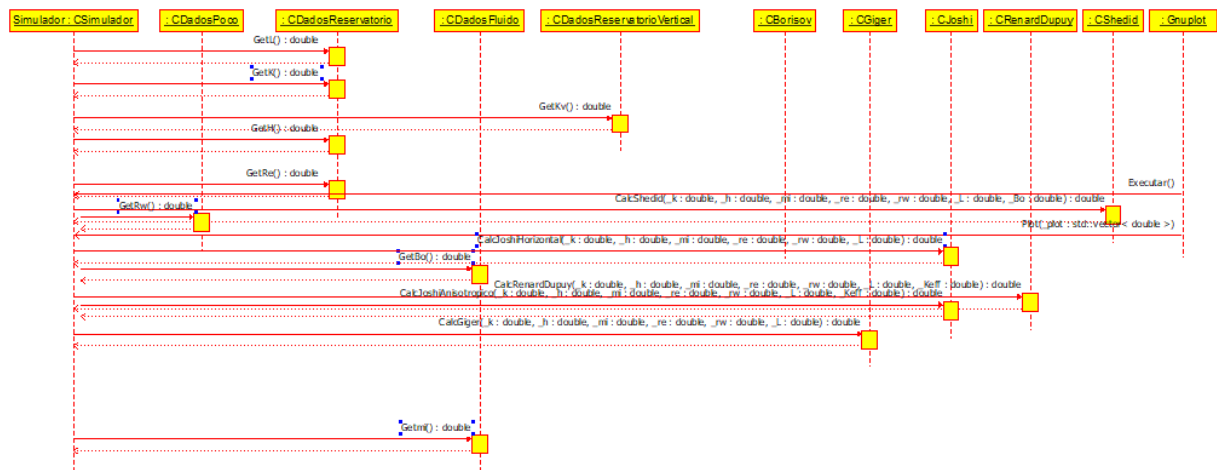 Simulador : CSimulador
: CDadosPoco
: CDadosReservatorio
: CDadosFluido
: CDadosReservatorioVertical
: CBorisov
: CGiger
: CJoshi
: CRenardDupuy
: CShedid
: Gnuplot
GetL() : double
GetK() : double
GetKv() : double
GetH() : double
GetRe() : double
Executar()
CalcShedid(_k : double, _h : double, _mi : double, _re : double, _rw : double, _L : double, _Bo : double) : double
GetRw() : double
Plot(_plot : std::vector< double >)
CalcJoshiHorizontal(_k : double, _h : double, _mi : double, _re : double, _rw : double, _L : double) : double
GetBo() : double
CalcRenardDupuy(_k : double, _h : double, _mi : double, _re : double, _rw : double, _L : double, _Keff : double) : double
CalcJoshiAnisotropico(_k : double, _h : double, _mi : double, _re : double, _rw : double, _L : double, _Keff : double) : double
CalcGiger(_k : double, _h : double, _mi : double, _re : double, _rw : double, _L : double) : double
Getmi() : double